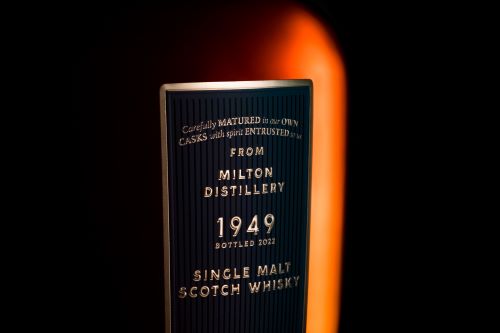 Carefully MATURED in our OWN
CASKS with spirit ENTRUSTED to us
FROM
MILTON
DISTILLERY
1949
BOTTLED 2022
SINGLE MALT
SCOTCH WHISKY